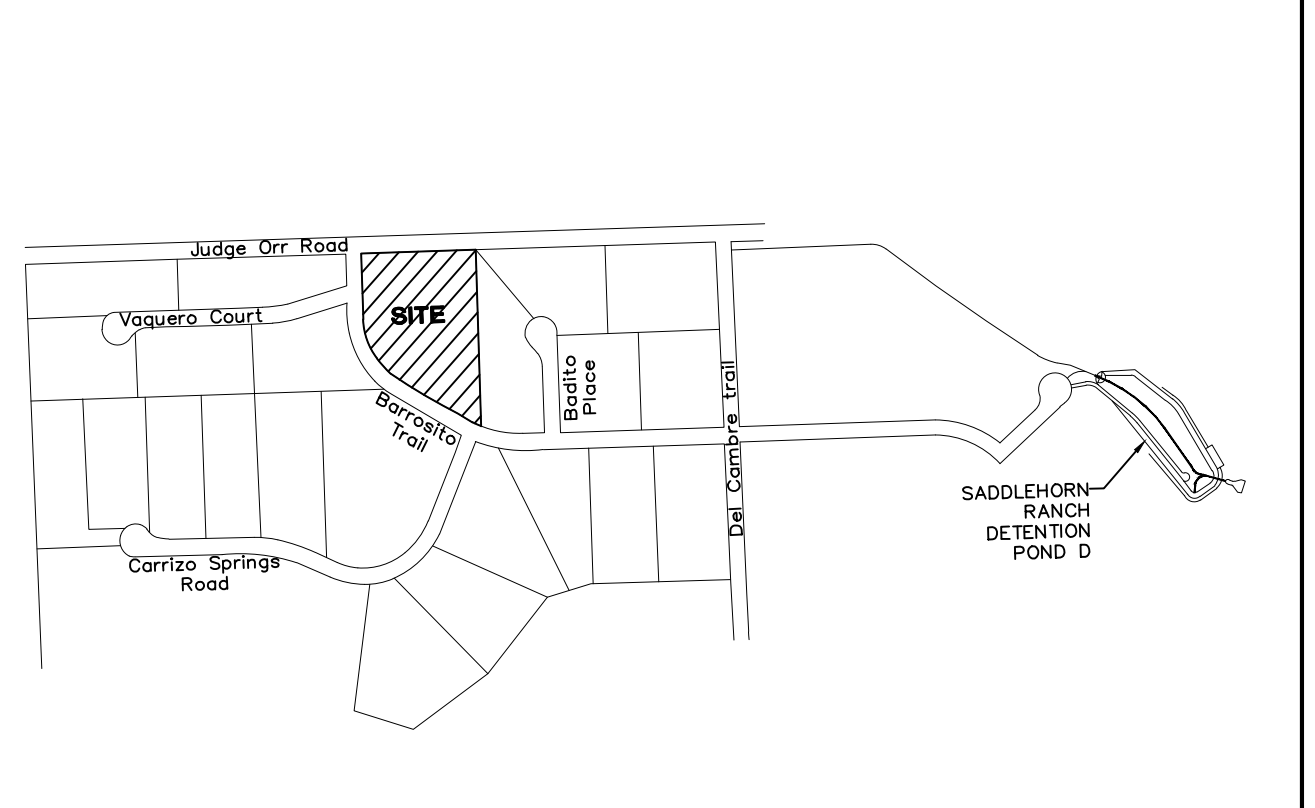 Judge Orr Road
SITE
Vaquero Court
Badito
Place
Barrosito
Trail
Del Cambre trail
SADDLEHORN
RANCH
DETENTION
POND D
Carrizo Springs
Road